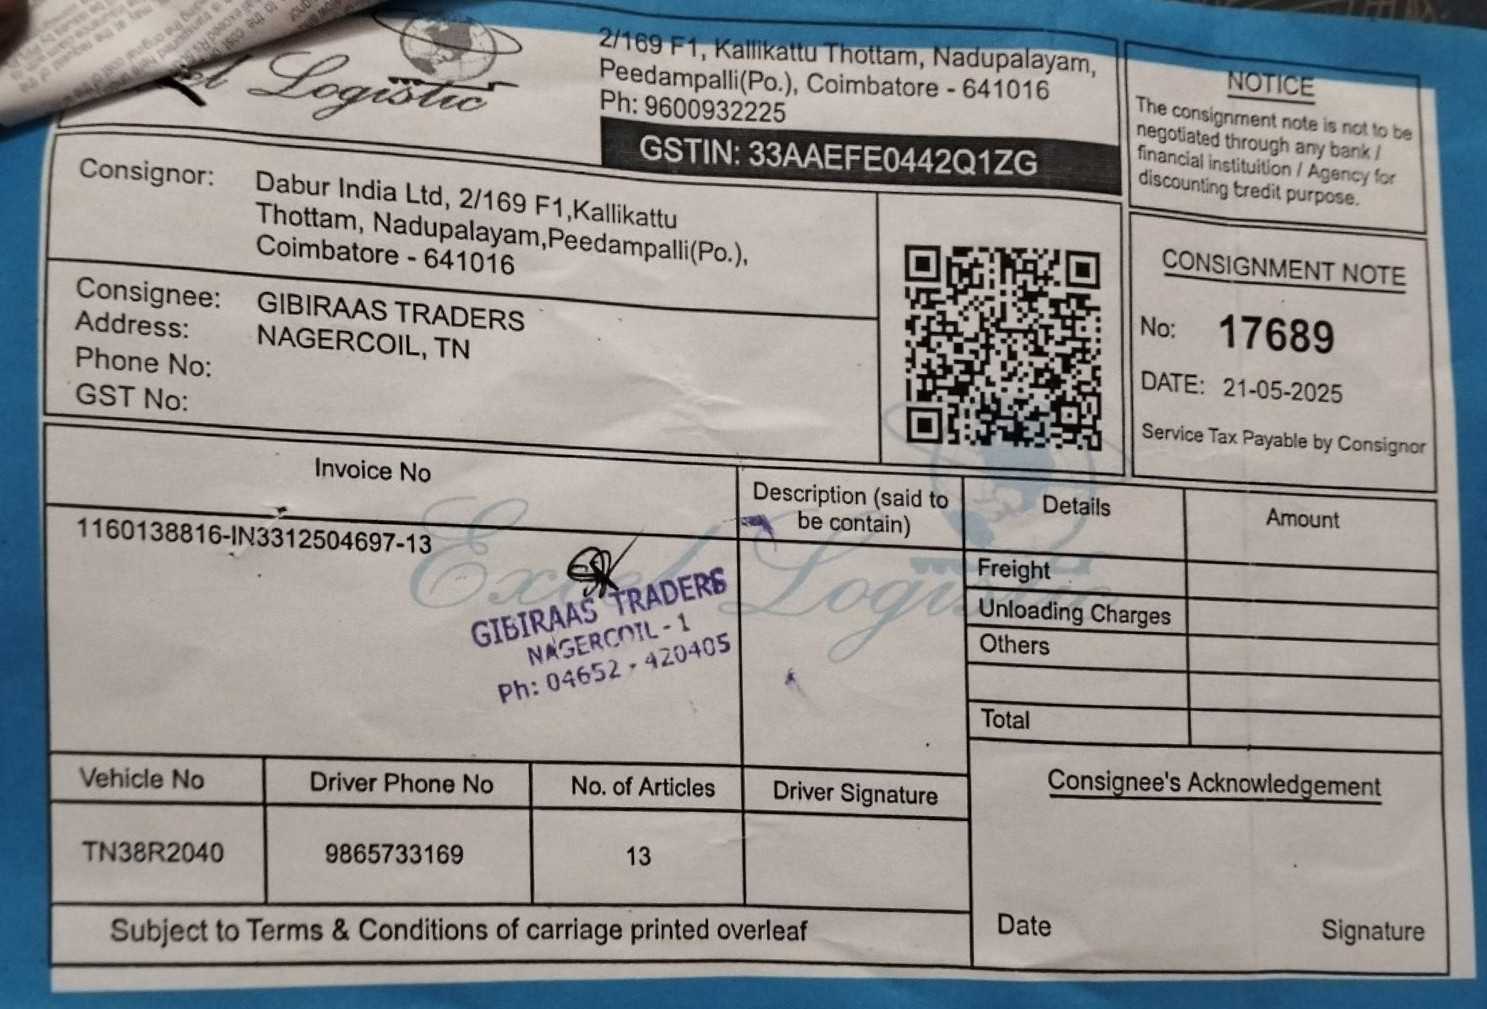 Logistic
2/169 F1, Kallikattu Thottam, Nadupalayam,
Peedampalli(Po.), Coimbatore - 641016
Ph: 9600932225
GSTIN: 33AAEFE0442Q1ZG
NOTICE
The consignment note is not to be
negotiated through any bank /
financial instituition / Agency for
discounting credit purpose.
Consignor: Dabur India Ltd, 2/169 F1,Kallikattu
Thottam, Nadupalayam,Peedampalli(Po.),
Coimbatore - 641016
Consignee: GIBIRAAS TRADERS
Address: NAGERCOIL, TN
Phone No:
GST No:
CONSIGNMENT NOTE
No: 17689
DATE: 21-05-2025
Service Tax Payable by Consignor
Invoice No
1160138816-IN3312504697-13
Excel Logistic
GIBIRAAS TRADERS
NAGERCOIL - 1
Ph: 04652 - 420405
Description (said to
be contain)
Details Amount
Freight
Unloading Charges
Others
Total
Vehicle No Driver Phone No No. of Articles Driver Signature
TN38R2040 9865733169 13
Consignee's Acknowledgement
Date Signature
Subject to Terms & Conditions of carriage printed overleaf